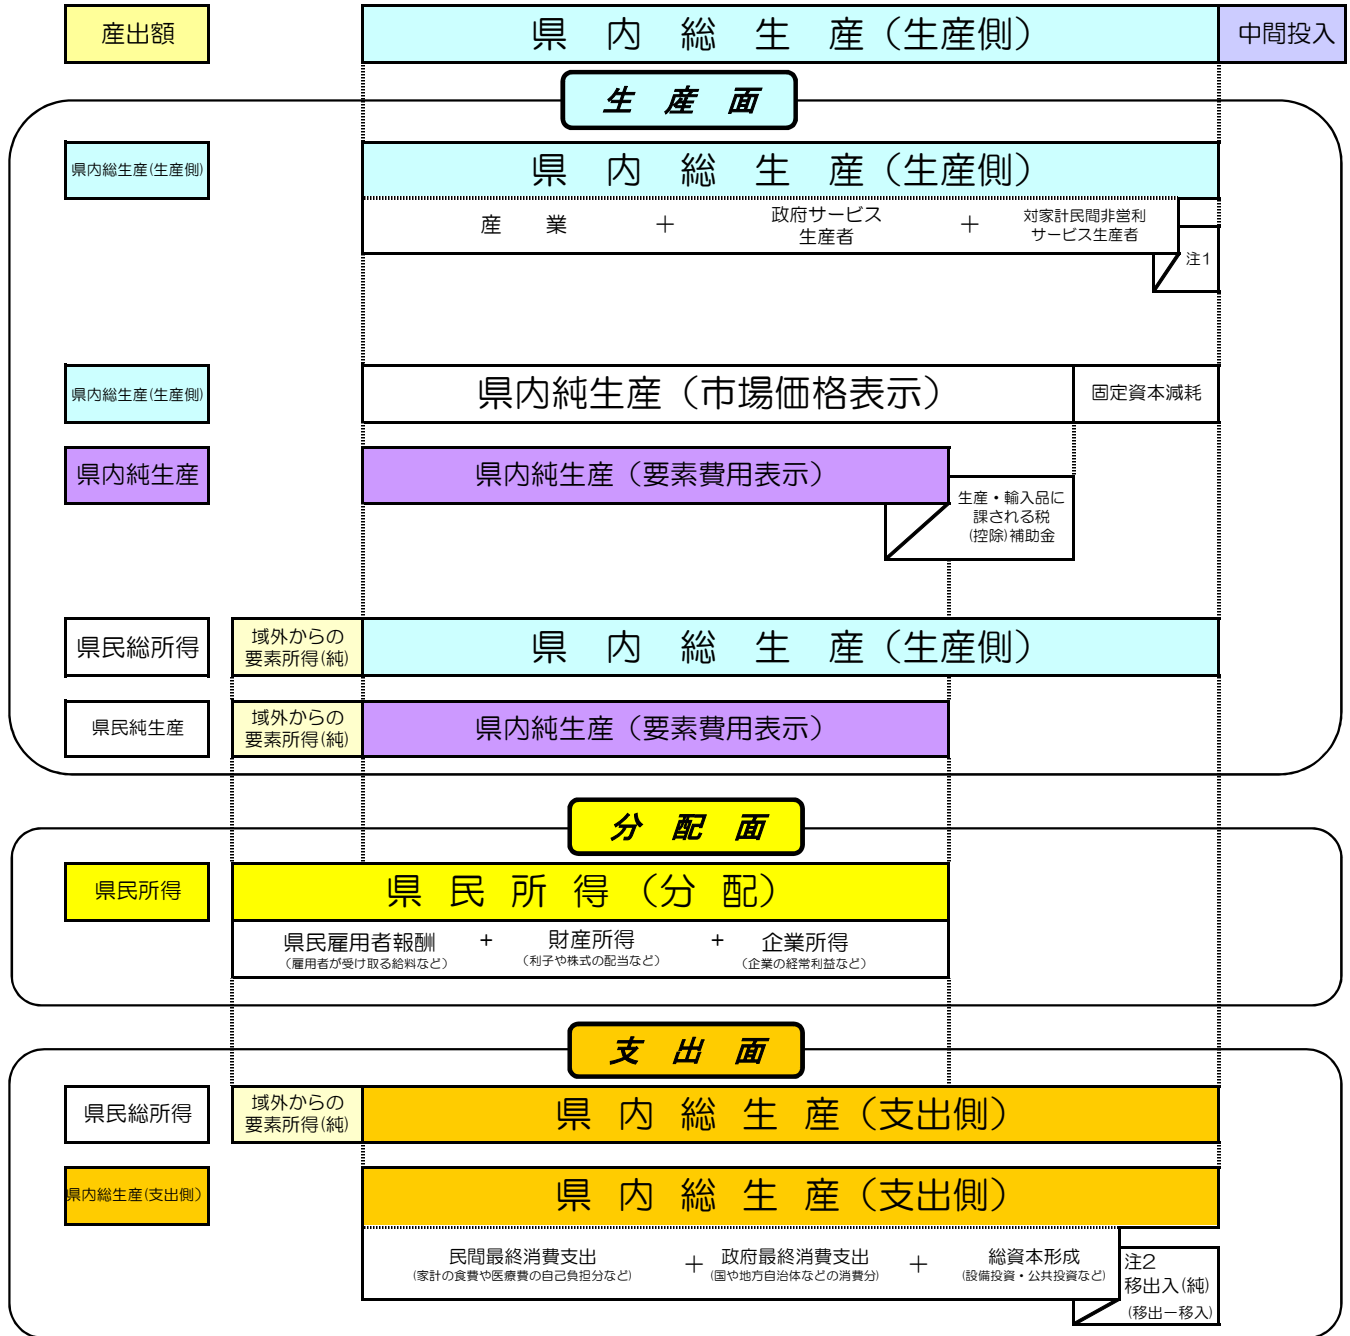 産出額
県 内 総 生 産（生産側）
中間投入
生 産 面
県内総生産(生産側)
県 内 総 生 産（生産側）
産 業 ＋ 政府サービス
生産者 ＋ 対家計民間非営利
サービス生産者
注1
県内総生産(生産側)
県内純生産（市場価格表示）
固定資本減耗
県内純生産
県内純生産（要素費用表示）
生産・輸入品に
課される税
(控除)補助金
県民総所得
域外からの
要素所得(純)
県 内 総 生 産（生産側）
県民純生産
域外からの
要素所得(純)
県内純生産（要素費用表示）
分 配 面
県民所得
県 民 所 得（分 配）
県民雇用者報酬 + 財産所得 + 企業所得
（雇用者が受け取る給料など） （利子や株式の配当など） （企業の経常利益など）
支 出 面
県民総所得
域外からの
要素所得(純)
県 内 総 生 産（支出側）
県内総生産(支出側）
県 内 総 生 産（支出側）
民間最終消費支出 ＋ 政府最終消費支出 ＋ 総資本形成
(家計の食費や医療費の自己負担分など) (国や地方自治体などの消費分) (設備投資・公共投資など)
注2
移出入(純)
(移出－移入)